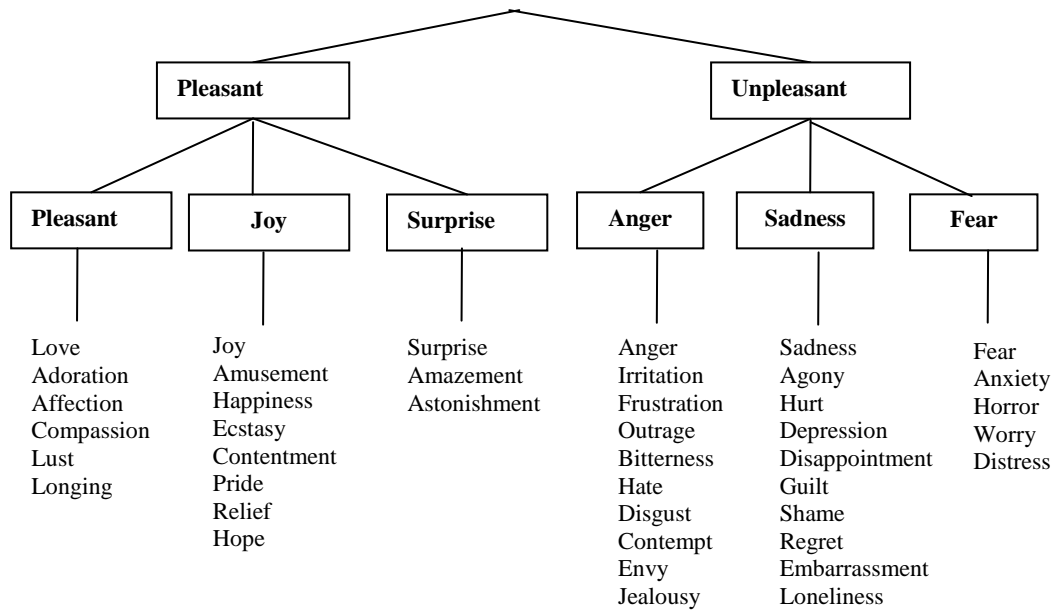 Pleasant
Unpleasant
Pleasant
Joy
Surprise
Anger
Sadness
Fear
Love
Adoration
Affection
Compassion
Lust
Longing
Joy
Amusement
Happiness
Ecstasy
Contentment
Pride
Relief
Hope
Surprise
Amazement
Astonishment
Anger
Irritation
Frustration
Outrage
Bitterness
Hate
Disgust
Contempt
Envy
Jealousy
Sadness
Agony
Hurt
Depression
Disappointment
Guilt
Shame
Regret
Embarrassment
Loneliness
Fear
Anxiety
Horror
Worry
Distress